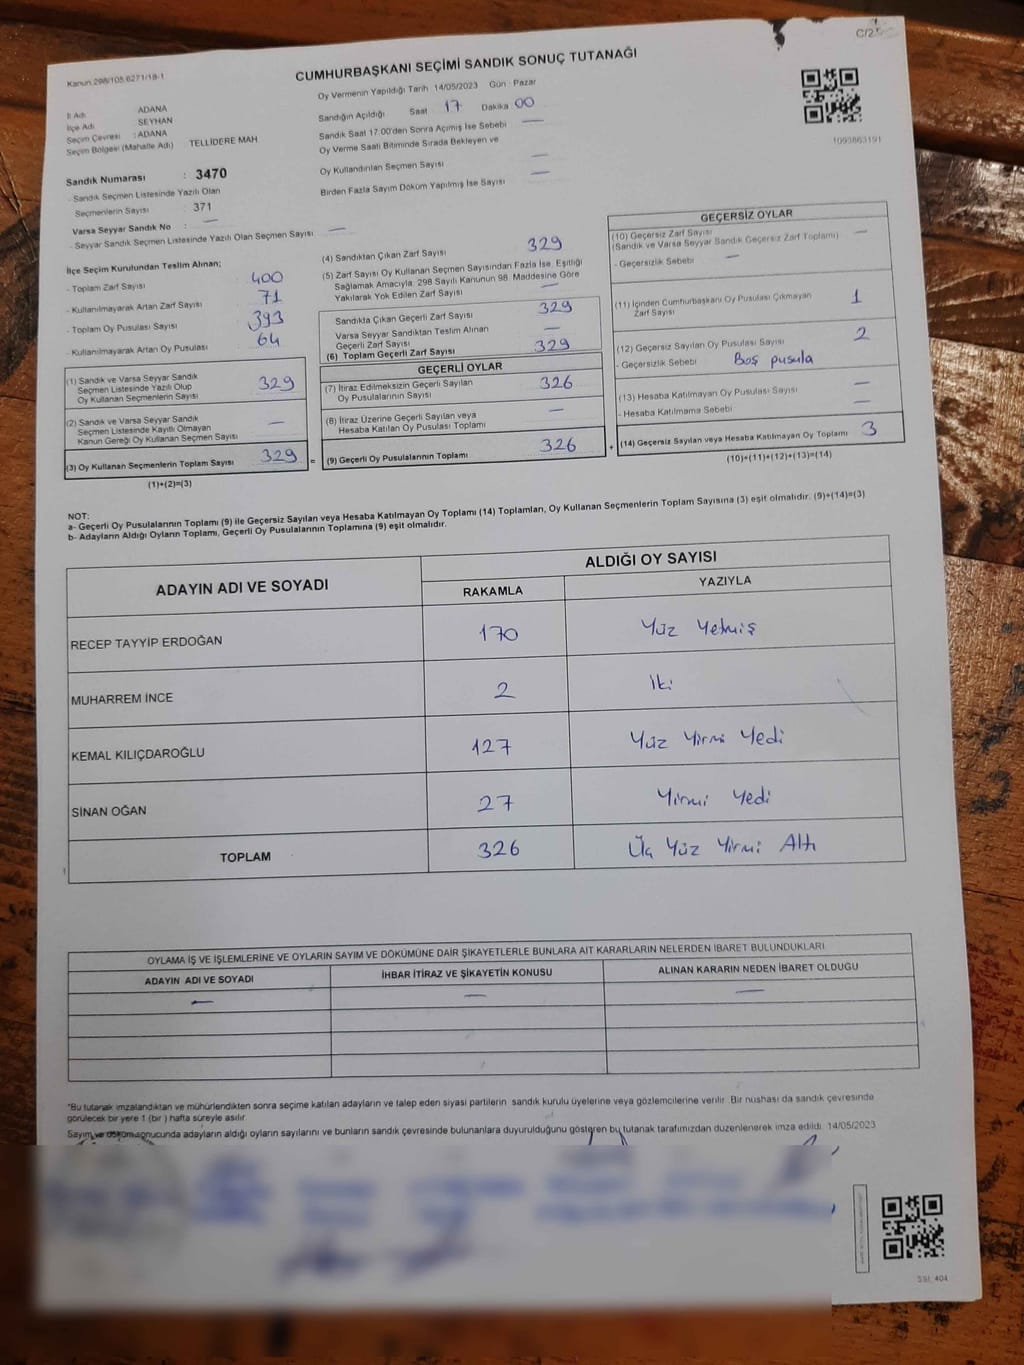 Kanun.298/105.6271/18-1
C/2
CUMHURBAŞKANI SEÇİMİ SANDIK SONUÇ TUTANAĞI
Oy Vermenin Yapıldığı Tarih 14/05/2023 Gün : Pazar
Sandığın Açıldığı Saat 17 Dakika 00
Sandık Saat 17.00'den Sonra Açımış İse Sebebi —
Oy Verme Saati Bitiminde Sırada Bekleyen ve
Oy Kullandırılan Seçmen Sayısı —
Birden Fazla Sayım Döküm Yapılmış İse Sayısı —
1093863191
İl Adı : ADANA
İlçe Adı : SEYHAN
Seçim Çevresi : ADANA
Seçim Bölgesi (Mahalle Adı) TELLİDERE MAH
Sandık Numarası : 3470
- Sandık Seçmen Listesinde Yazılı Olan
Seçmenlerin Sayısı : 371
Varsa Seyyar Sandık No : —
- Seyyar Sandık Seçmen Listesinde Yazılı Olan Seçmen Sayısı —
İlçe Seçim Kurulundan Teslim Alınan;
- Toplam Zarf Sayısı 400
- Kullanılmayarak Artan Zarf Sayısı 71
- Toplam Oy Pusulası Sayısı 393
- Kullanılmayarak Artan Oy Pusulası 64
(1) Sandık ve Varsa Seyyar Sandık
Seçmen Listesinde Yazılı Olup
Oy Kullanan Seçmenlerin Sayısı 329
(2) Sandık ve Varsa Seyyar Sandık
Seçmen Listesinde Kayıtlı Olmayan
Kanun Gereği Oy Kullanan Seçmen Sayısı —
(3) Oy Kullanan Seçmenlerin Toplam Sayısı 329 =
(1)+(2)=(3)
(4) Sandıktan Çıkan Zarf Sayısı 329
(5) Zarf Sayısı Oy Kullanan Seçmen Sayısından Fazla İse, Eşitliği
Sağlamak Amacıyla; 298 Sayılı Kanunun 98. Maddesine Göre
Yakılarak Yok Edilen Zarf Sayısı —
Sandıkta Çıkan Geçerli Zarf Sayısı 329
Varsa Seyyar Sandıktan Teslim Alınan
Geçerli Zarf Sayısı —
(6) Toplam Geçerli Zarf Sayısı 329
GEÇERLİ OYLAR
(7) İtiraz Edilmeksizin Geçerli Sayılan
Oy Pusulasının Sayısı 326
(8) İtiraz Üzerine Geçerli Sayılan veya
Hesaba Katılan Oy Pusulası Toplamı —
(9) Geçerli Oy Pusulalarının Toplamı 326 +
GEÇERSİZ OYLAR
(10) Geçersiz Zarf Sayısı
(Sandık ve Varsa Seyyar Sandık Geçersiz Zarf Toplamı) —
- Geçersizlik Sebebi —
(11) İçinden Cumhurbaşkanı Oy Pusulası Çıkmayan
Zarf Sayısı 1
(12) Geçersiz Sayılan Oy Pusulası Sayısı 2
- Geçersizlik Sebebi Boş pusula
(13) Hesaba Katılmayan Oy Pusulası Sayısı —
- Hesaba Katılmama Sebebi —
(14) Geçersiz Sayılan veya Hesaba Katılmayan Oy Toplamı 3
(10)+(11)+(12)+(13)=(14)
NOT:
a- Geçerli Oy Pusulalarının Toplamı (9) ile Geçersiz Sayılan veya Hesaba Katılmayan Oy Toplamı (14) Toplamları, Oy Kullanan Seçmenlerin Toplam Sayısına (3) eşit olmalıdır. (9)+(14)=(3)
b- Adayların Aldığı Oyların Toplamı, Geçerli Oy Pusulalarının Toplamına (9) eşit olmalıdır.
ADAYIN ADI VE SOYADI ALDIĞI OY SAYISI
RAKAMLA YAZIYLA
RECEP TAYYİP ERDOĞAN 170 Yüz Yetmiş
MUHARREM İNCE 2 İki
KEMAL KILIÇDAROĞLU 127 Yüz Yirmi Yedi
SİNAN OĞAN 27 Yirmi Yedi
TOPLAM 326 Üç Yüz Yirmi Altı
OYLAMA İŞ VE İŞLEMLERİNE VE OYLARIN SAYIM VE DÖKÜMÜNE DAİR ŞİKAYETLERLE BUNLARA AİT KARARLARIN NELERDEN İBARET BULUNDUKLARI
ADAYIN ADI VE SOYADI İHBAR İTİRAZ VE ŞİKAYETİN KONUSU ALINAN KARARIN NEDEN İBARET OLDUĞU
— — —
*Bu tutanak imzalandıktan ve mühürlendikten sonra seçime katılan adayların ve talep eden siyasi partilerin sandık kurulu üyelerine veya gözlemcilerine verilir. Bir nushası da sandık çevresinde
görülecek bir yere 1 (bir ) hafta süreyle asılır.
Sayım ve döküm sonucunda adayların aldığı oyların sayılarını ve bunların sandık çevresinde bulunanlara duyurulduğunu gösteren bu tutanak tarafımızdan düzenlenerek imza edildi. 14/05/2023
SSİ. 404